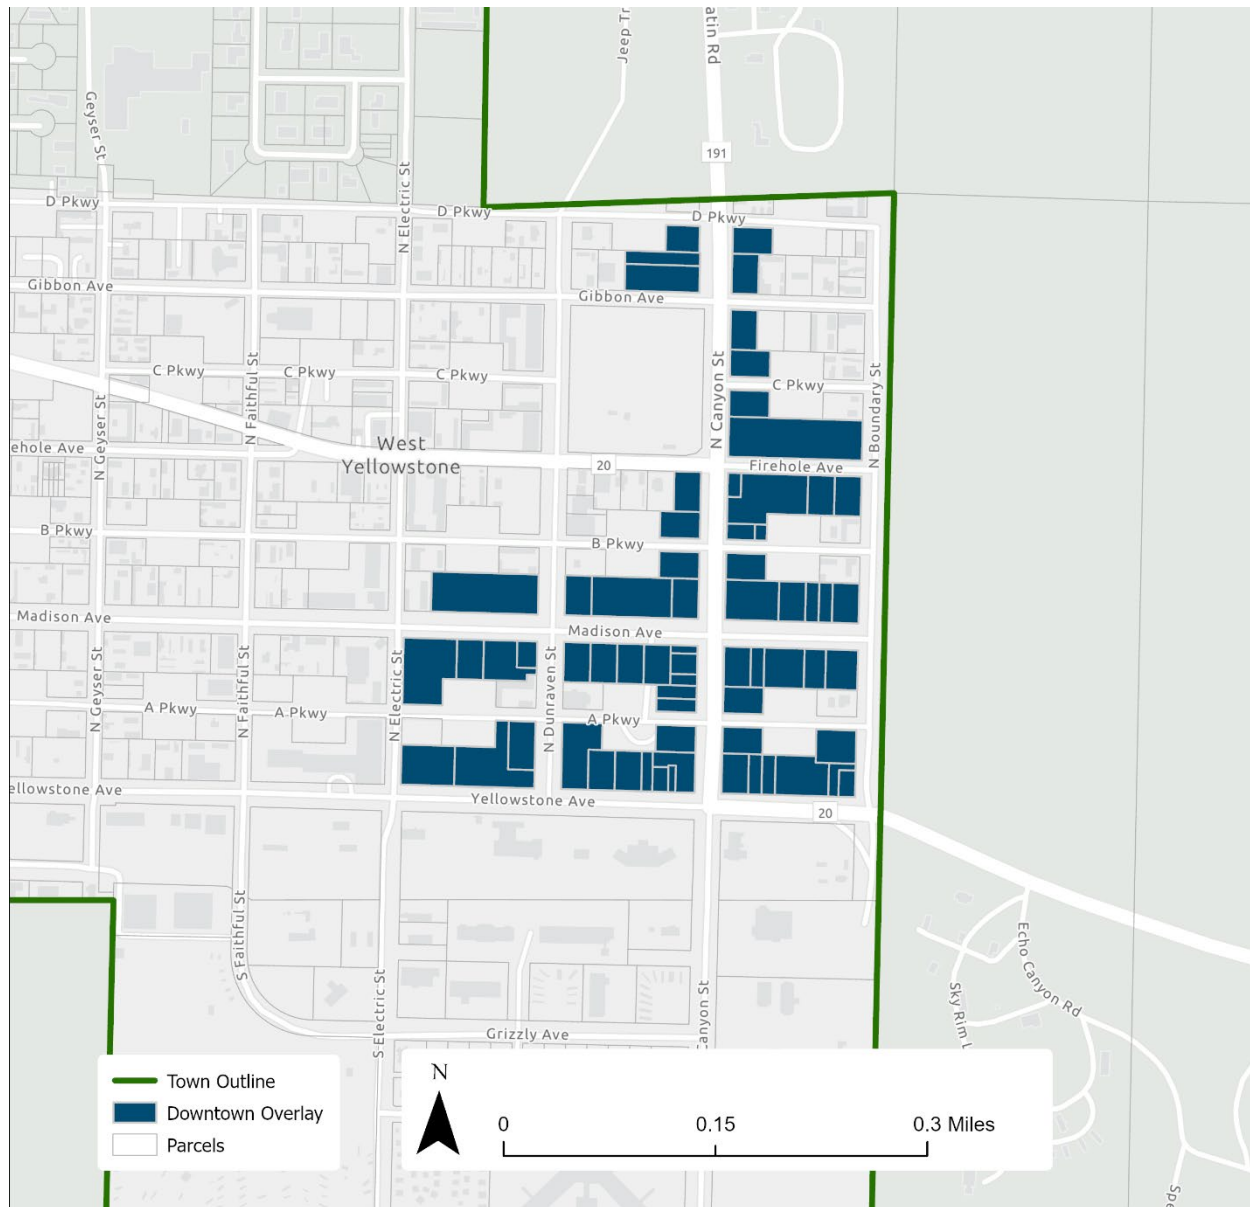 Jeep Tr
atin Rd
Geyser St
191
N Electric St
D Pkwy
D Pkwy
D Pkwy
Gibbon Ave
Gibbon Ave
N Faithful St
C Pkwy
C Pkwy
C Pkwy
C Pkwy
N Canyon St
N Boundary St
N Geyser St
West
Yellowstone
ehole Ave
20
Firehole Ave
B Pkwy
B Pkwy
Madison Ave
Madison Ave
N Geyser St
N Faithful St
N Electric St
N Dunraven St
A Pkwy
A Pkwy
A Pkwy
ellowstone Ave
Yellowstone Ave
20
S Faithful St
S Electric St
Canyon St
Echo Canyon Rd
Sky Rim L
Grizzly Ave
Spe
Town Outline
Downtown Overlay
Parcels
N
0 0.15 0.3 Miles